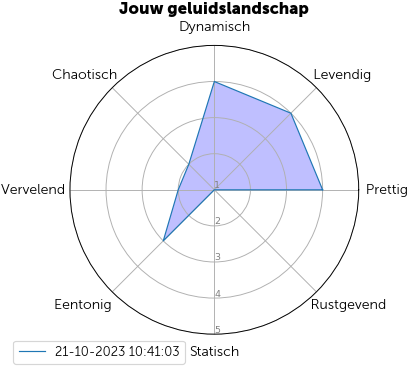 Jouw geluidslandschap
Dynamisch
Chaotisch
Levendig
Vervelend
1
Prettig
2
3
Eentonig
4
Rustgevend
5
21-10-2023 10:41:03
Statisch